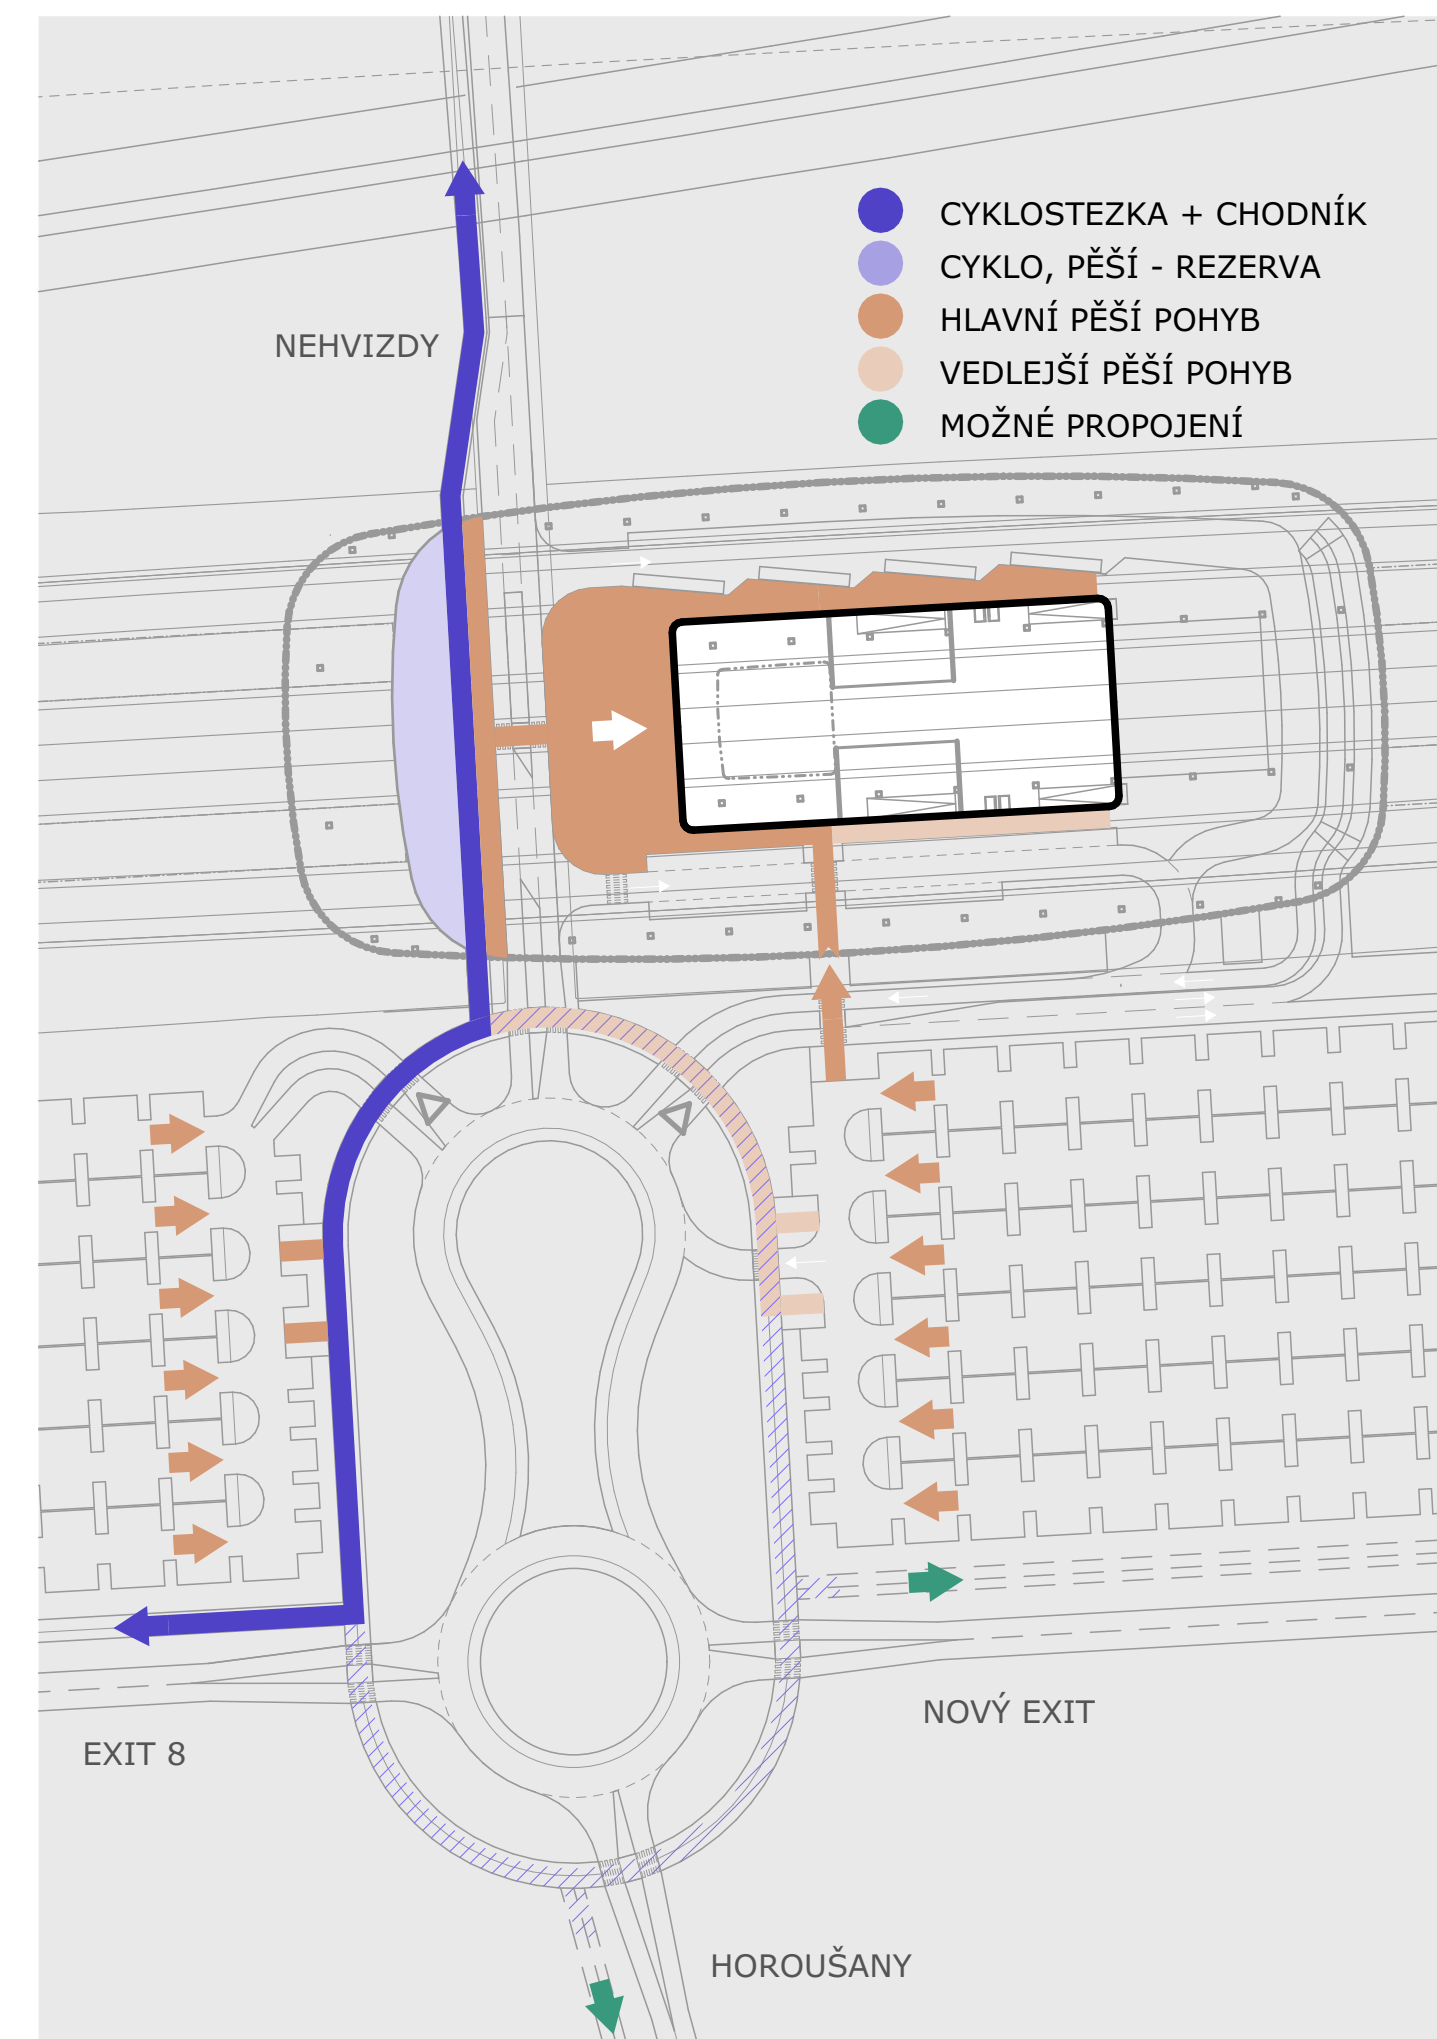 CYKLOSTEZKA + CHODNÍK
CYKLO, PĚŠÍ - REZERVA
HLAVNÍ PĚŠÍ POHYB
VEDLEJŠÍ PĚŠÍ POHYB
MOŽNÉ PROPOJENÍ
NEHVIZDY
NOVÝ EXIT
EXIT 8
HOROUŠANY